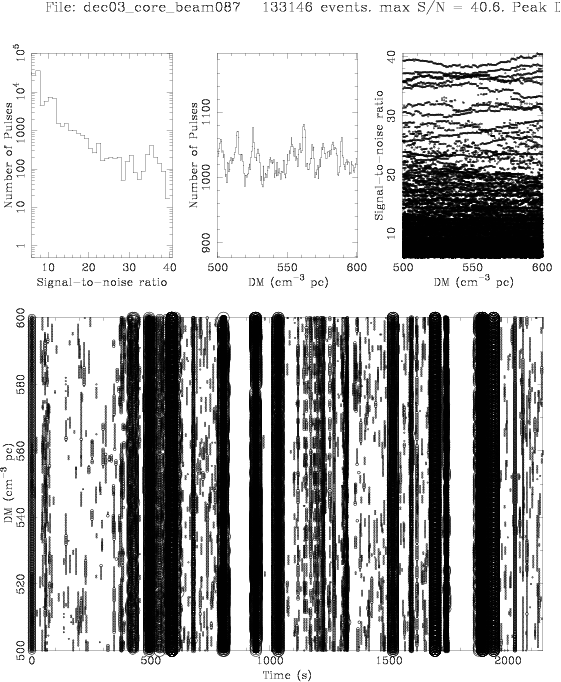 File: dec03_core_beam087 133146 events. max S/N = 40.6. Peak D
Number of Pulses
1 10 100 1000 10^4 10^5
10 20 30 40
Signal-to-noise ratio
Number of Pulses
900 1000 1100
500 550 600
DM (cm^-3 pc)
Signal-to-noise ratio
10 20 30 40
500 550 600
DM (cm^-3 pc)
DM (cm^-3 pc)
500 520 540 560 580 600
0 500 1000 1500 2000
Time (s)